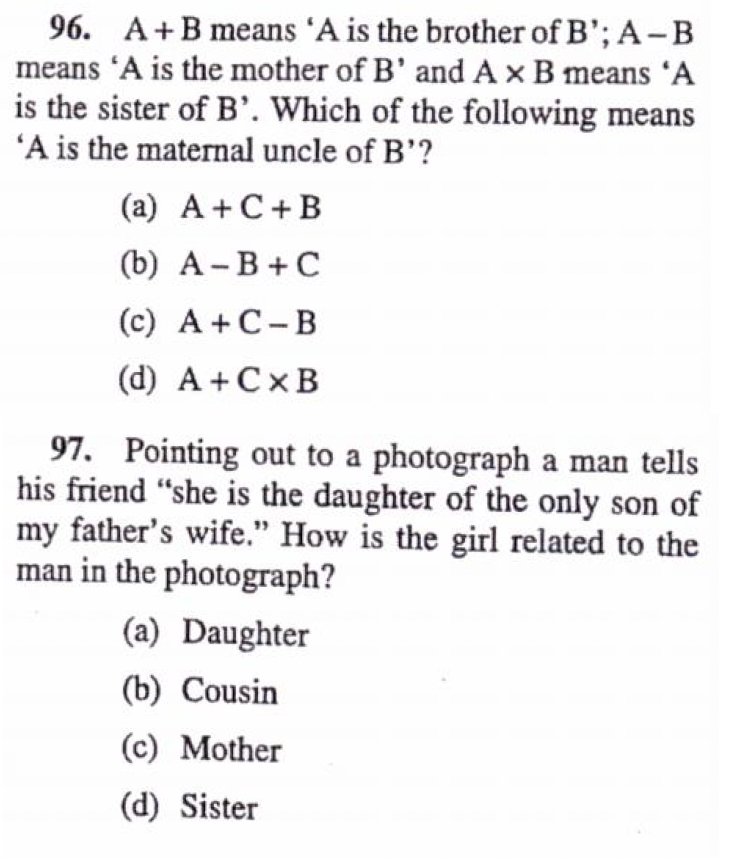 96. A + B means ‘A is the brother of B’; A – B
means ‘A is the mother of B’ and A × B means ‘A
is the sister of B’. Which of the following means
‘A is the maternal uncle of B’?
(a) A + C + B
(b) A – B + C
(c) A + C – B
(d) A + C × B
97. Pointing out to a photograph a man tells
his friend “she is the daughter of the only son of
my father’s wife.” How is the girl related to the
man in the photograph?
(a) Daughter
(b) Cousin
(c) Mother
(d) Sister